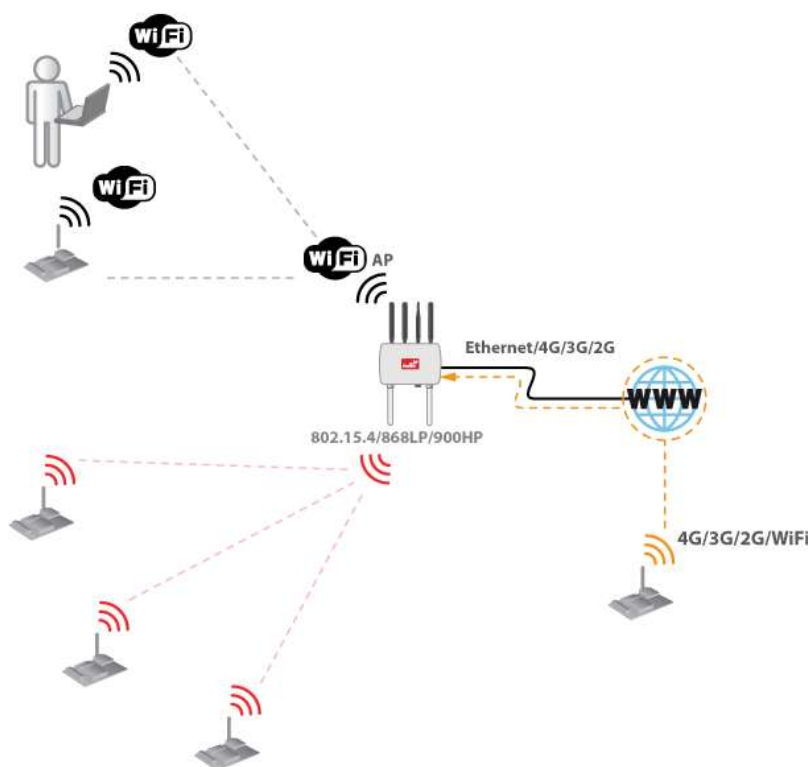 WiFi
WiFi
WiFi AP
Ethernet/4G/3G/2G
WWW
802.15.4/868LP/900HP
4G/3G/2G/WiFi